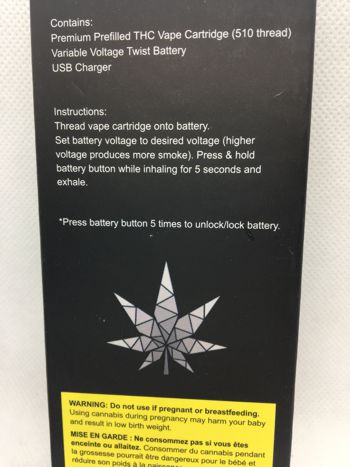 Contains:
Premium Prefilled THC Vape Cartridge (510 thread)
Variable Voltage Twist Battery
USB Charger
Instructions:
Thread vape cartridge onto battery.
Set battery voltage to desired voltage (higher
voltage produces more smoke). Press & hold
battery button while inhaling for 5 seconds and
exhale.
*Press battery button 5 times to unlock/lock battery.
WARNING: Do not use if pregnant or breastfeeding.
Using cannabis during pregnancy may harm your baby
and result in low birth weight.
MISE EN GARDE : Ne consommez pas si vous êtes
enceinte ou allaitez. Consommer du cannabis pendant
la grossesse pourrait être dangereux pour le bébé et
réduire son poids à la